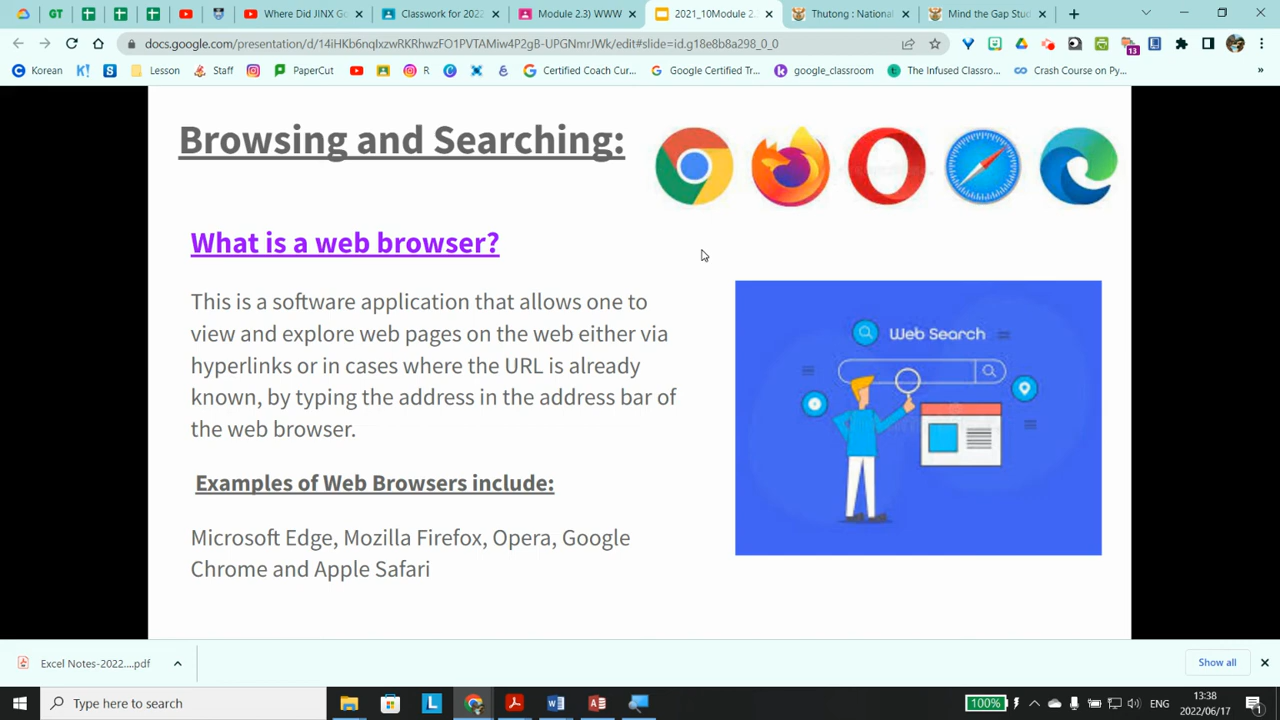 Where Did JINX Go
Classwork for 202
Module 2.3) WWW
2021_10Module 2.
Thutong : National
Mind the Gap Stud
docs.google.com/presentation/d/14iHKb6nqIxzw0KRlhmzFO1PVTAMiw4P2gB-UPGNmrJWk/edit#slide=id.g18e8b8a298_0_0
13
Korean
Lesson
Staff
PaperCut
R
Certified Coach Cur...
Google Certified Tr...
google_classroom
The Infused Classro...
Crash Course on Py...
»
Browsing and Searching:
What is a web browser?
This is a software application that allows one to
view and explore web pages on the web either via
hyperlinks or in cases where the URL is already
known, by typing the address in the address bar of
the web browser.
Web Search
Examples of Web Browsers include:
Microsoft Edge, Mozilla Firefox, Opera, Google
Chrome and Apple Safari
Excel Notes-2022....pdf
Show all
Type here to search
100%
ENG
13:38
2022/06/17
1